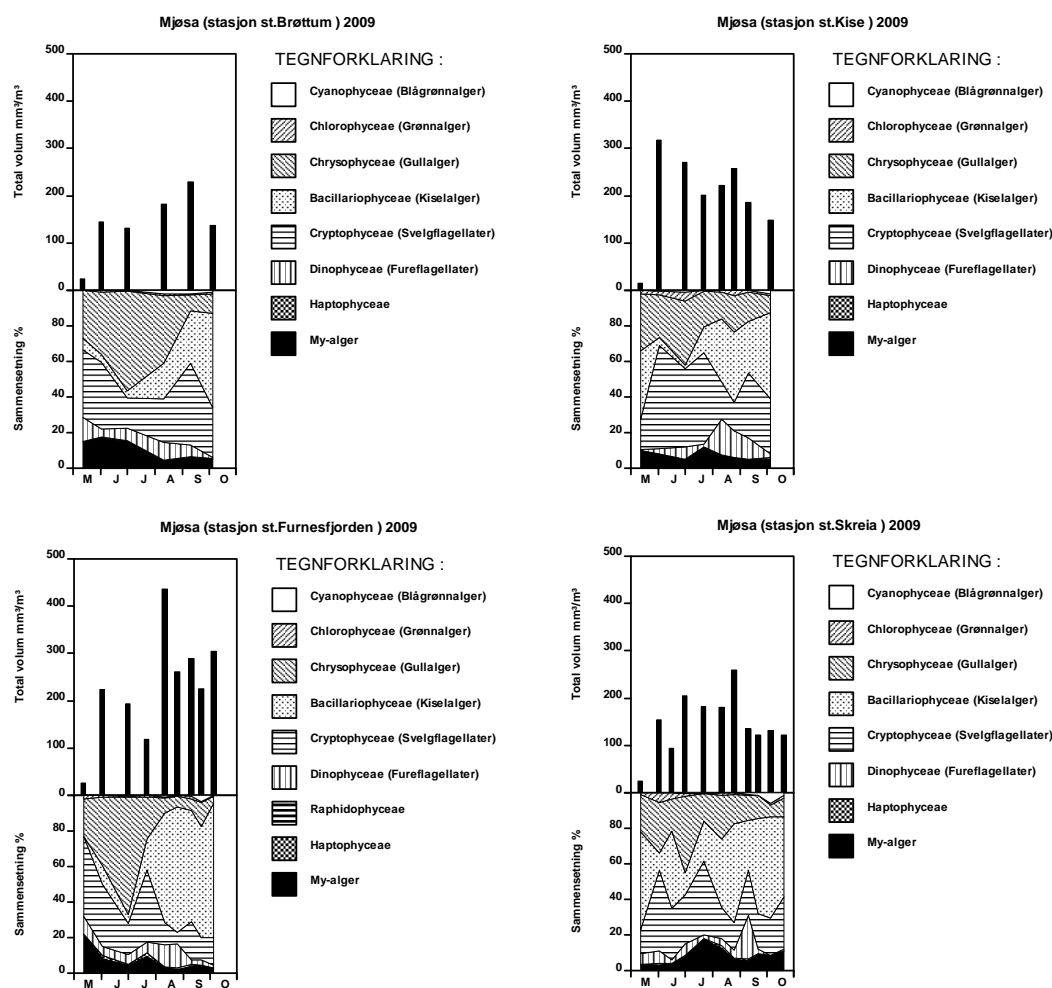 Mjøsa (stasjon st.Brøttum ) 2009
500
400
300
200
100
0
Total volum mm³/m³
80
60
40
20
0
Sammensetning %
M J J A S O
TEGNFORKLARING :
Cyanophyceae (Blågrønnalger)
Chlorophyceae (Grønnalger)
Chrysophyceae (Gullalger)
Bacillariophyceae (Kiselalger)
Cryptophyceae (Svelgflagellater)
Dinophyceae (Fureflagellater)
Haptophyceae
My-alger
Mjøsa (stasjon st.Kise ) 2009
500
400
300
200
100
0
Total volum mm³/m³
80
60
40
20
0
Sammensetning %
M J J A S O
TEGNFORKLARING :
Cyanophyceae (Blågrønnalger)
Chlorophyceae (Grønnalger)
Chrysophyceae (Gullalger)
Bacillariophyceae (Kiselalger)
Cryptophyceae (Svelgflagellater)
Dinophyceae (Fureflagellater)
Haptophyceae
My-alger
Mjøsa (stasjon st.Furnesfjorden ) 2009
500
400
300
200
100
0
Total volum mm³/m³
80
60
40
20
0
Sammensetning %
M J J A S O
TEGNFORKLARING :
Cyanophyceae (Blågrønnalger)
Chlorophyceae (Grønnalger)
Chrysophyceae (Gullalger)
Bacillariophyceae (Kiselalger)
Cryptophyceae (Svelgflagellater)
Dinophyceae (Fureflagellater)
Raphidophyceae
Haptophyceae
My-alger
Mjøsa (stasjon st.Skreia ) 2009
500
400
300
200
100
0
Total volum mm³/m³
80
60
40
20
0
Sammensetning %
M J J A S O
TEGNFORKLARING :
Cyanophyceae (Blågrønnalger)
Chlorophyceae (Grønnalger)
Chrysophyceae (Gullalger)
Bacillariophyceae (Kiselalger)
Cryptophyceae (Svelgflagellater)
Dinophyceae (Fureflagellater)
Haptophyceae
My-alger